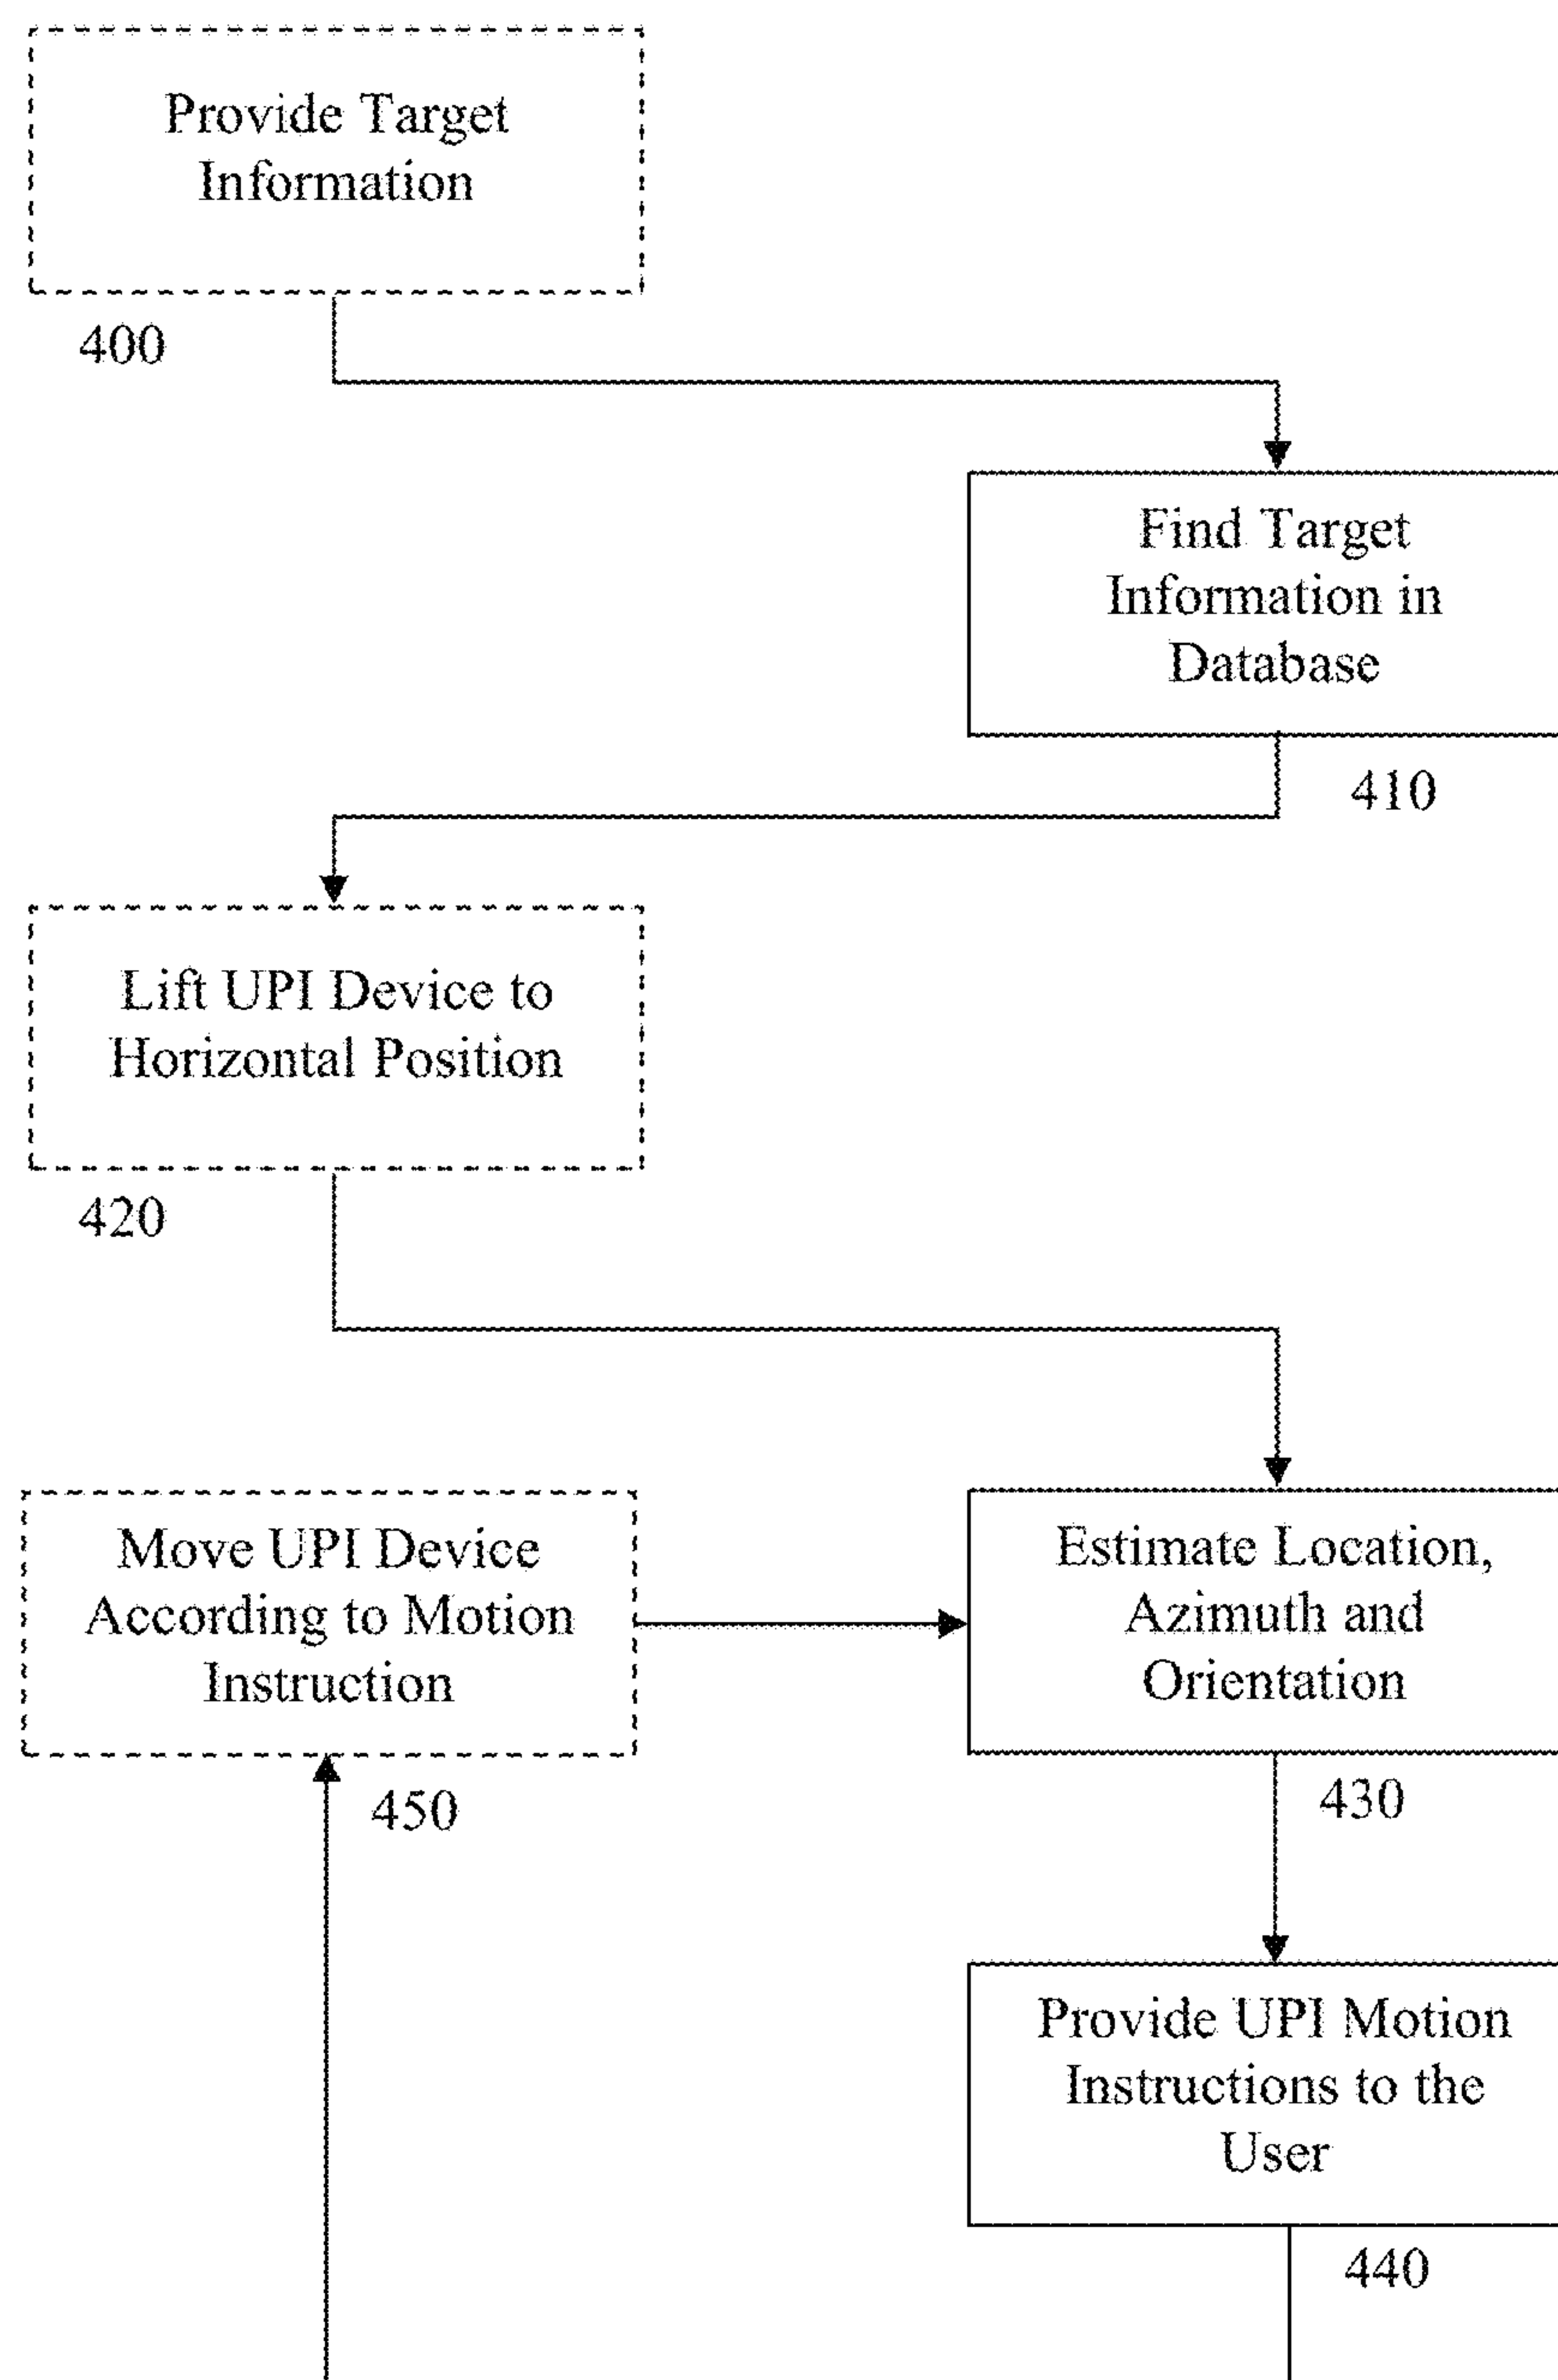 Provide Target
Information
400
Find Target
Information in
Database
410
Lift UPI Device to
Horizontal Position
420
Move UPI Device
According to Motion
Instruction
450
Estimate Location,
Azimuth and
Orientation
430
Provide UPI Motion
Instructions to the
User
440